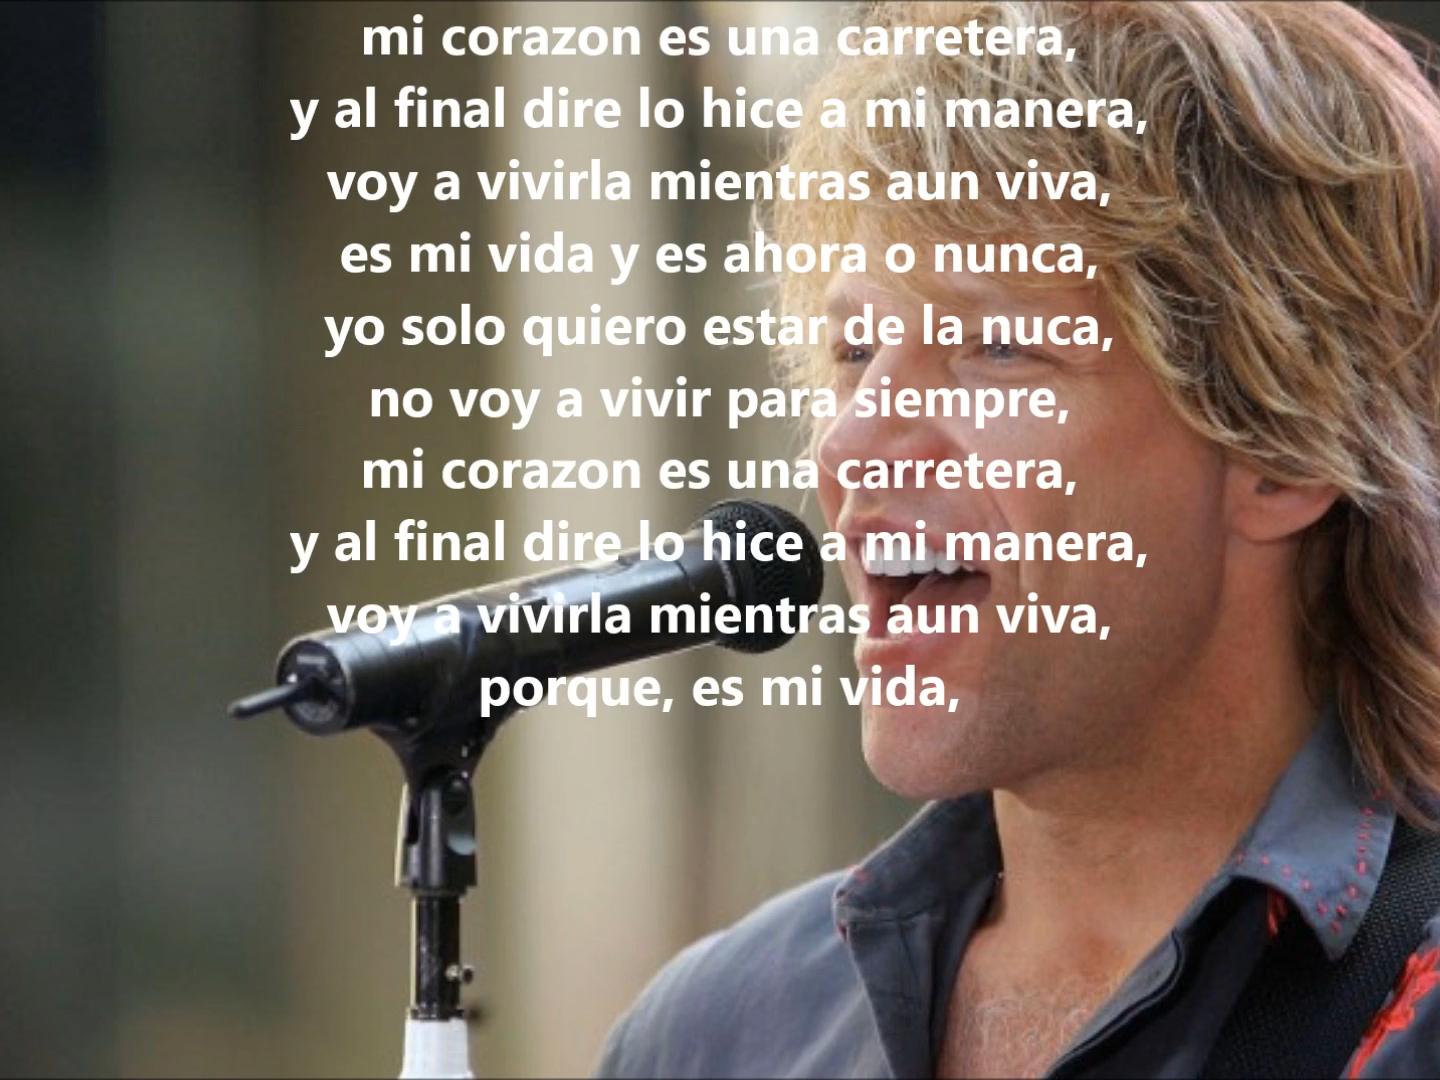 mi corazon es una carretera,
y al final dire lo hice a mi manera,
voy a vivirla mientras aun viva,
es mi vida y es ahora o nunca,
yo solo quiero estar de la nuca,
no voy a vivir para siempre,
mi corazon es una carretera,
y al final dire lo hice a mi manera,
voy a vivirla mientras aun viva,
porque, es mi vida,